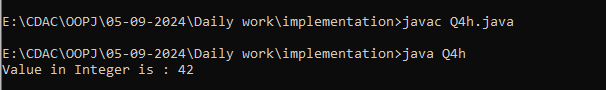 E:\CDAC\OOPJ\05-09-2024\Daily work\implementation>javac Q4h.java
E:\CDAC\OOPJ\05-09-2024\Daily work\implementation>java Q4h
Value in Integer is : 42